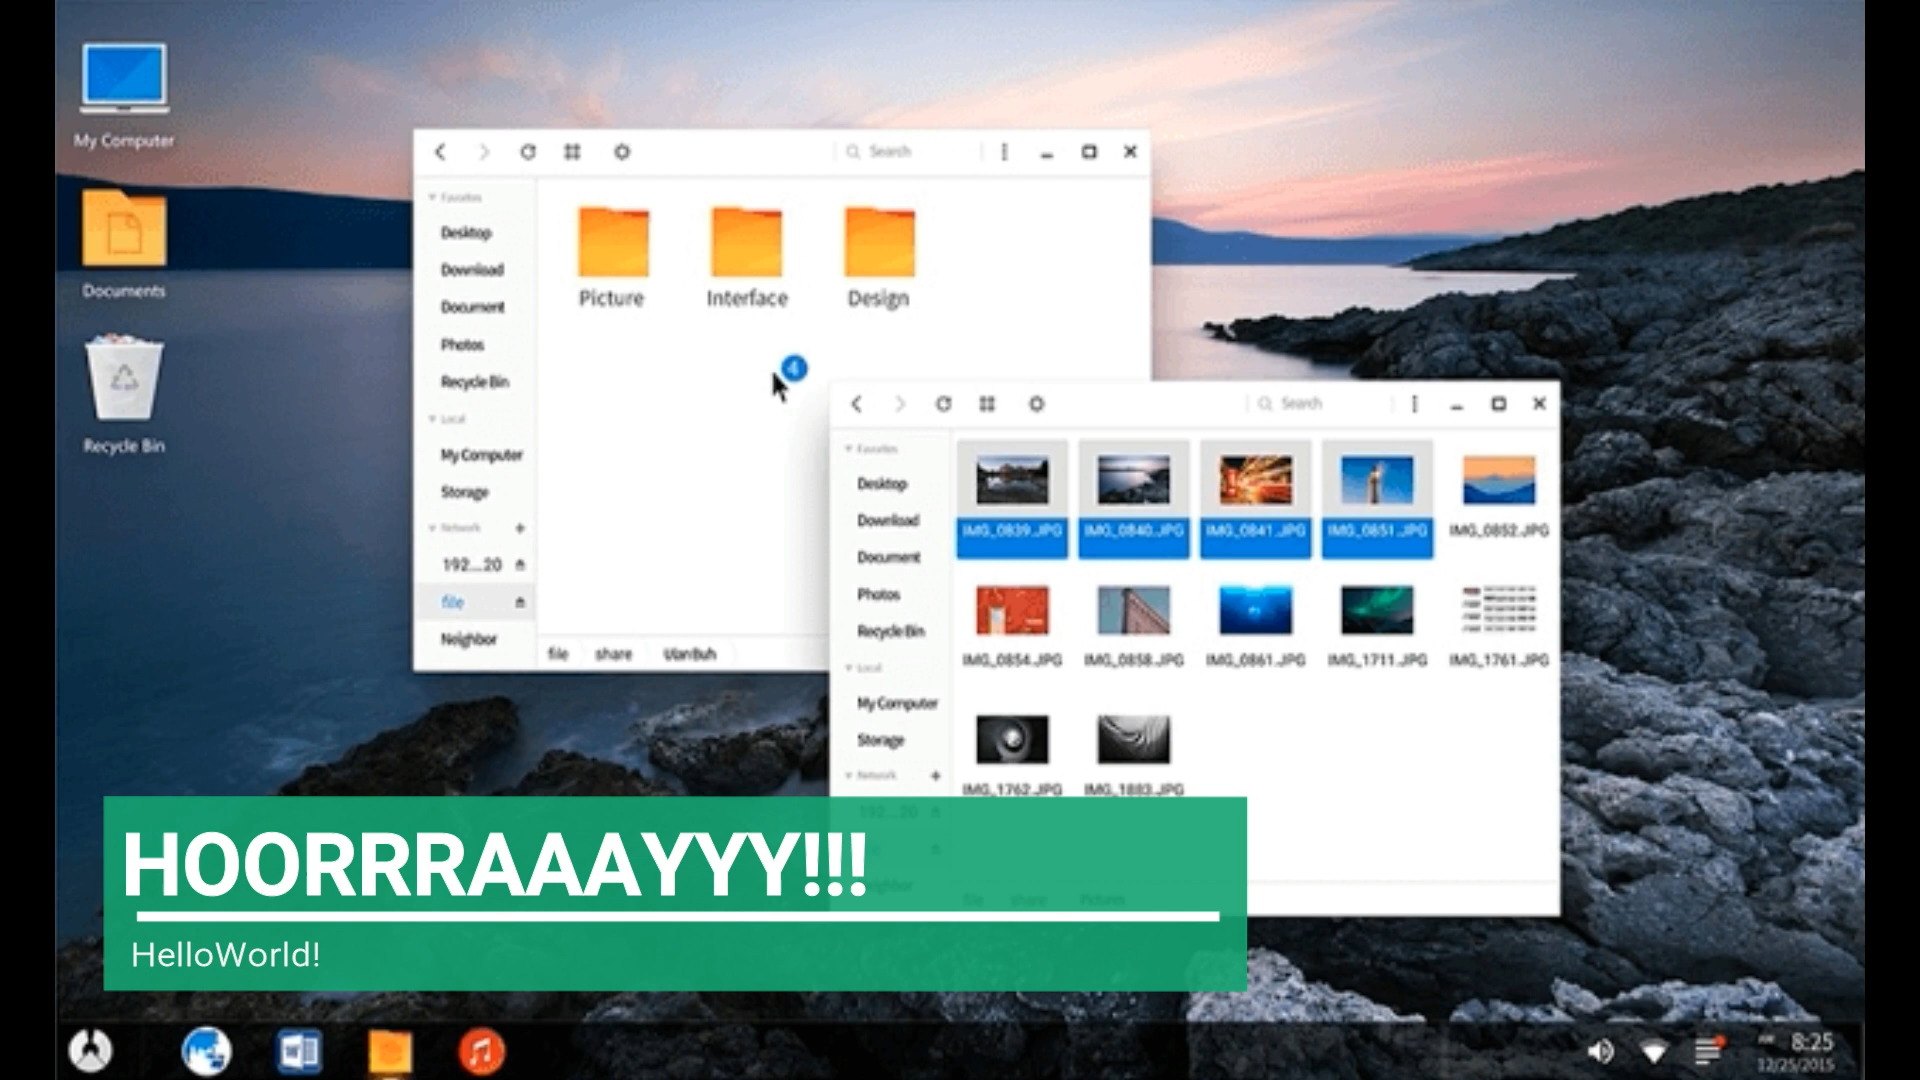 My Computer
Documents
Recycle Bin
Search
Favorites
Desktop
Download
Document
Photos
Recycle Bin
Local
My Computer
Storage
Network +
192...20
file
Neighbor
Picture Interface Design
4
file share UlanBuh
Search
Favorites
Desktop
Download
Document
Photos
Recycle Bin
Local
My Computer
Storage
Network +
192...20
Neighbor
IMG_0839.JPG IMG_0840.JPG IMG_0841.JPG IMG_0851.JPG IMG_0852.JPG
IMG_0854.JPG IMG_0858.JPG IMG_0861.JPG IMG_1711.JPG IMG_1761.JPG
IMG_1762.JPG IMG_1883.JPG
file share Pictures
HOORRRAAAYYY!!!
HelloWorld!
8:25
12/25/2015